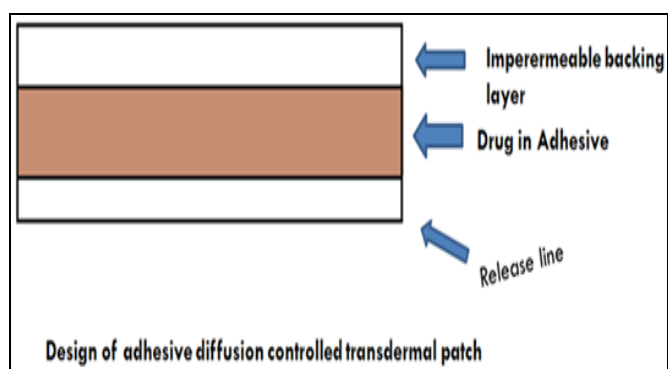 Imperermeable backing
layer
Drug in Adhesive
Release line
Design of adhesive diffusion controlled transdermal patch